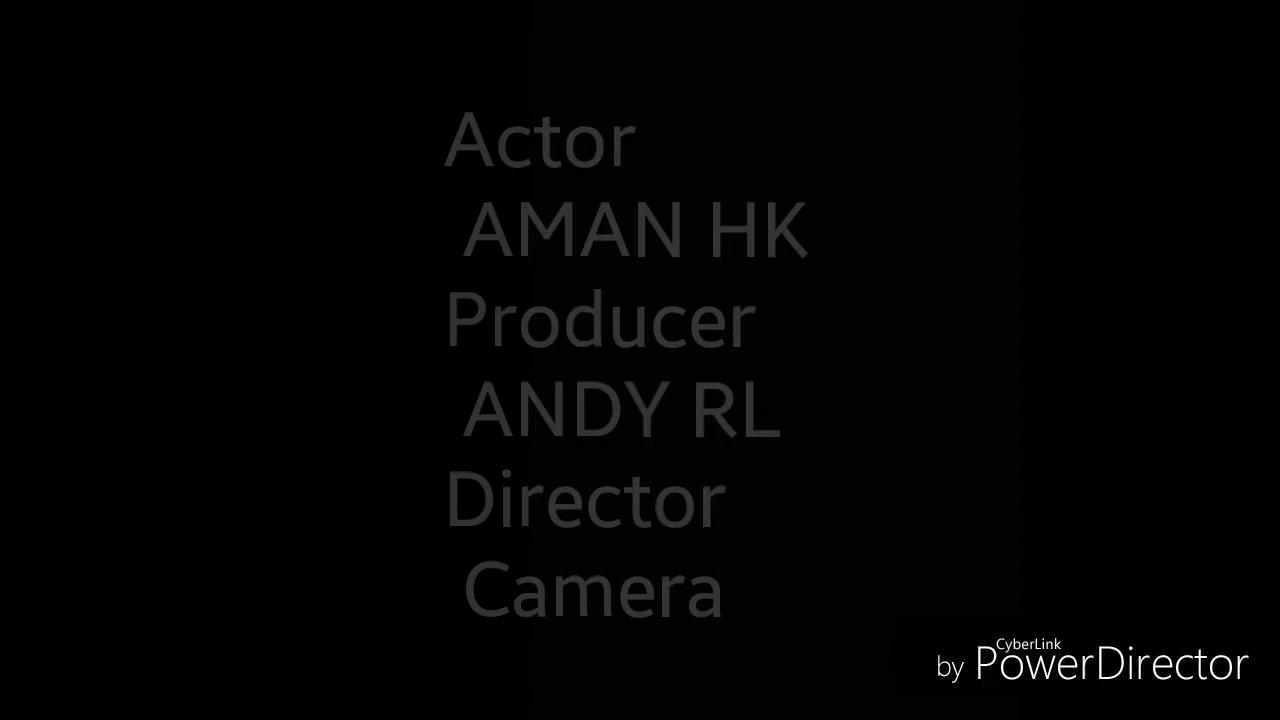 Actor
AMAN HK
Producer
ANDY RL
Director
Camera
CyberLink
by PowerDirector